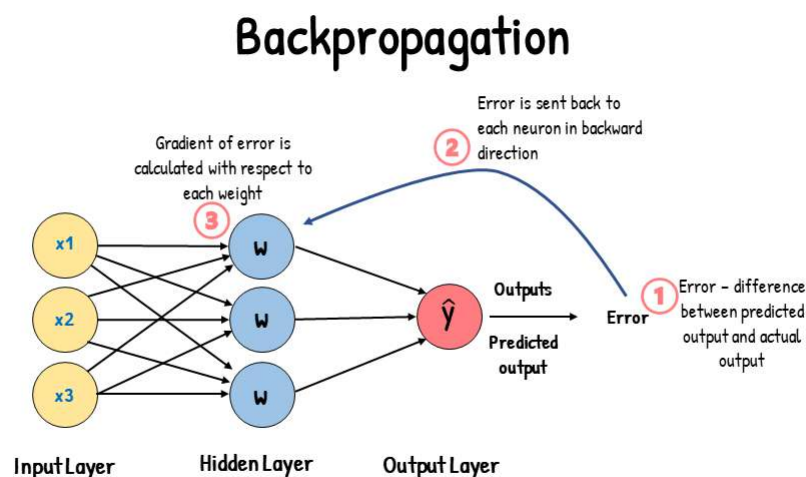 Backpropagation
Error is sent back to
each neuron in backward
direction
2
Gradient of error is
calculated with respect to
each weight
3
x1
x2
x3
w
w
w
ŷ
Outputs
Predicted
output
Error
1
Error – difference
between predicted
output and actual
output
Input Layer
Hidden Layer
Output Layer